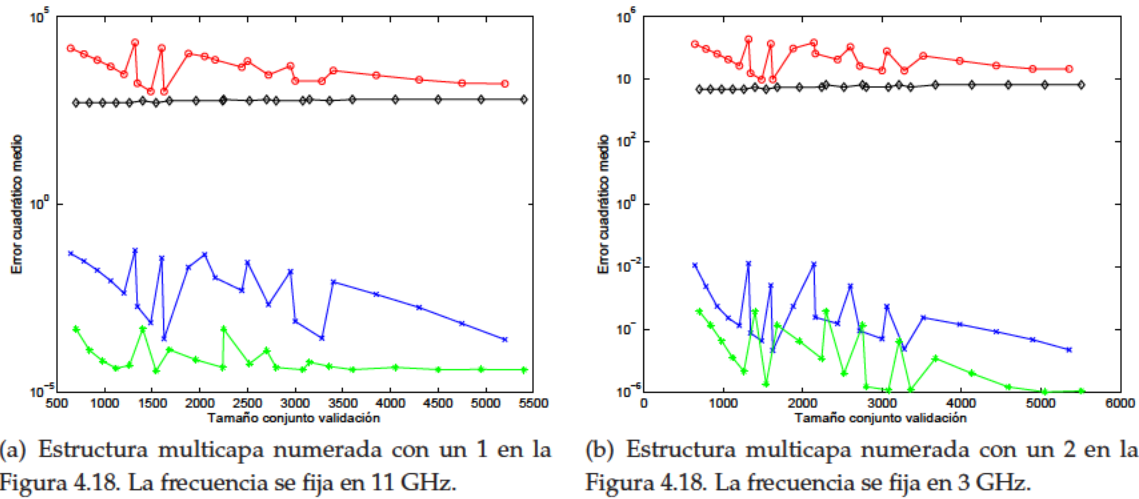 10^5
10^0
10^-5
Error cuadrático medio
500 1000 1500 2000 2500 3000 3500 4000 4500 5000 5500
Tamaño conjunto validación
(a) Estructura multicapa numerada con un 1 en la
Figura 4.18. La frecuencia se fija en 11 GHz.
10^6
10
10^2
10^0
10^-2
10^-
10^-6
Error cuadrático medio
0 1000 2000 3000 4000 5000 6000
Tamaño conjunto validación
(b) Estructura multicapa numerada con un 2 en la
Figura 4.18. La frecuencia se fija en 3 GHz.